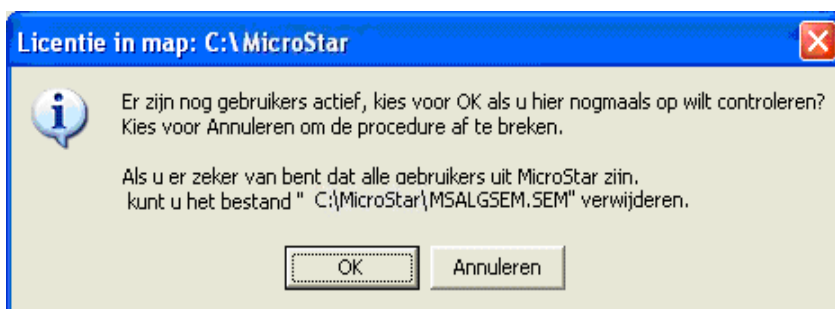 Licentie in map: C:\MicroStar
Er zijn nog gebruikers actief, kies voor OK als u hier nogmaals op wilt controleren?
Kies voor Annuleren om de procedure af te breken.
Als u er zeker van bent dat alle gebruikers uit MicroStar zijn.
kunt u het bestand " C:\MicroStar\MSALGSEM.SEM" verwijderen.
OK
Annuleren